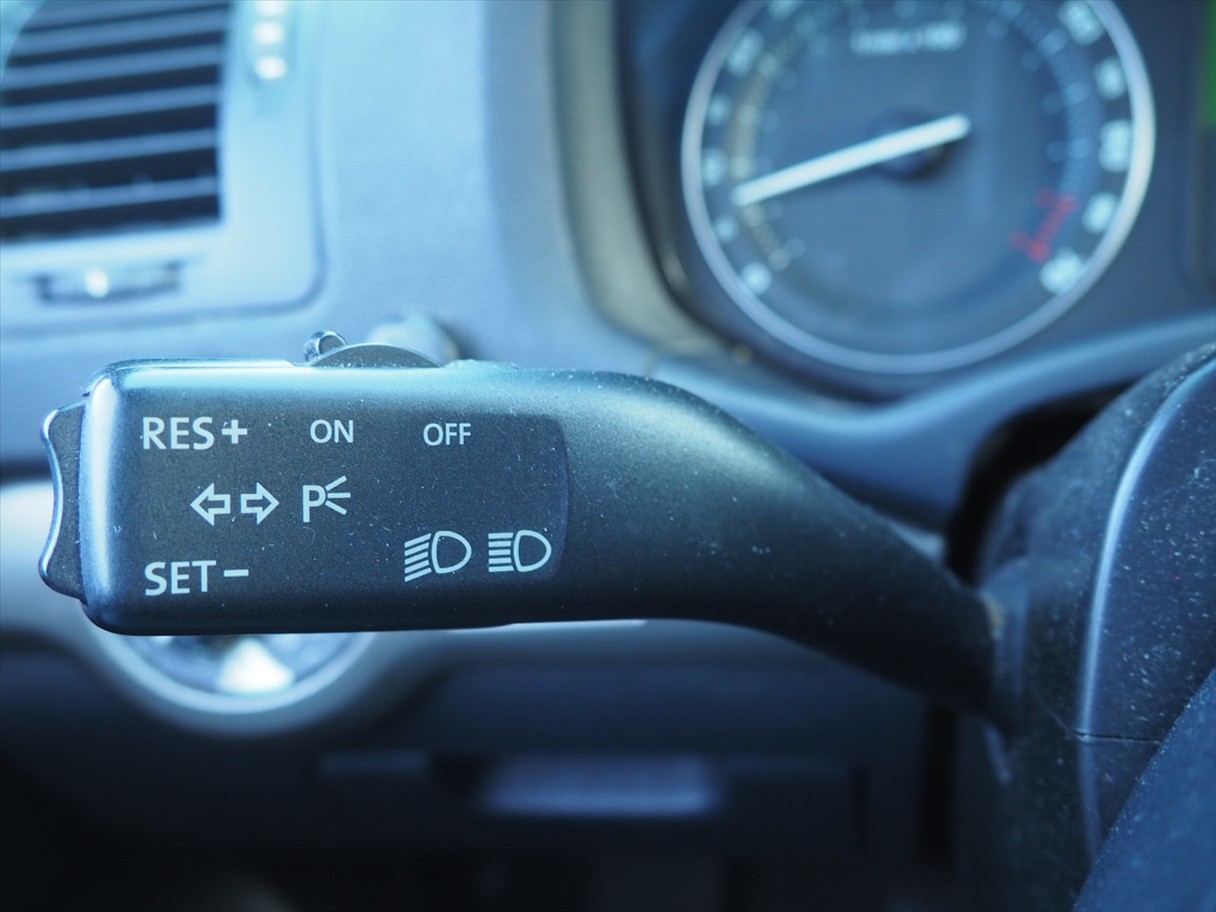 RES+ ON OFF
P
SET−